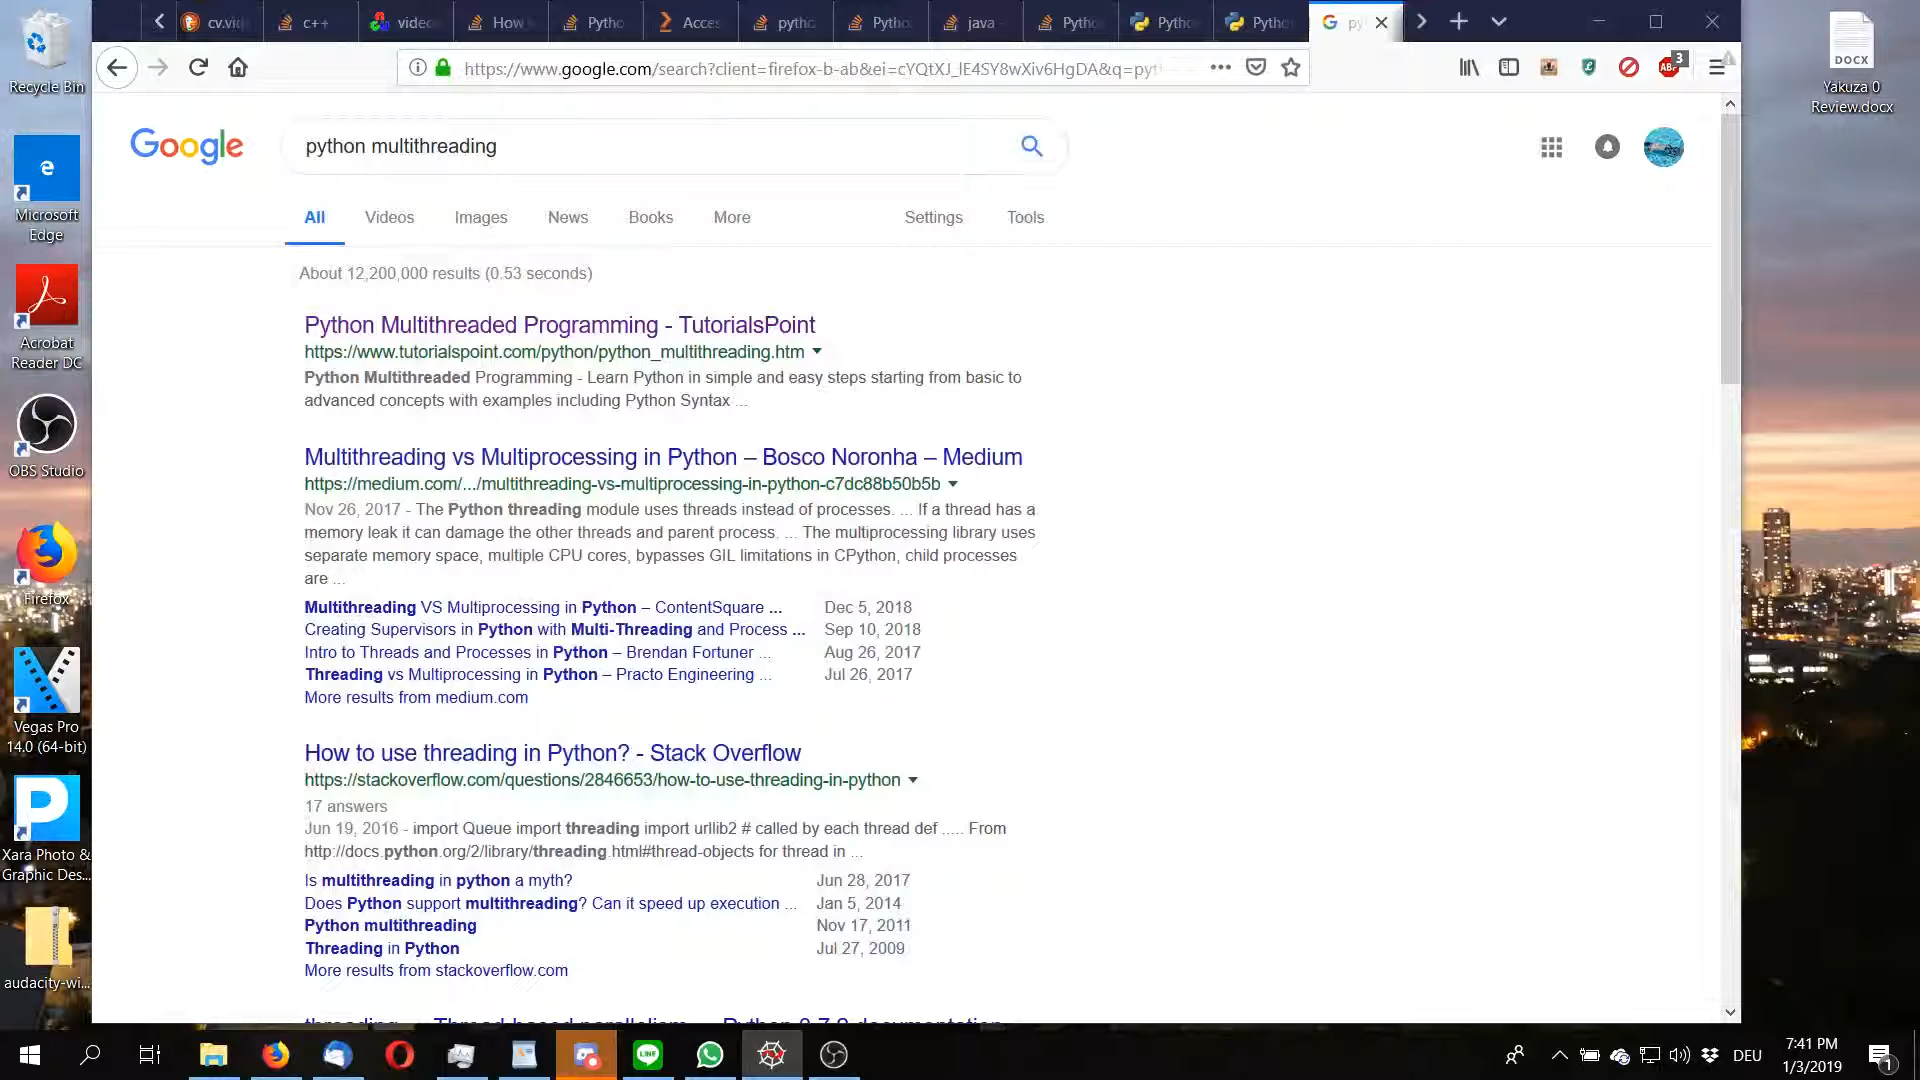 cv.vi
c++
video
How
Pytho
Acces
pytho
Pytho
java
Pytho
Pytho
Pytho
py
https://www.google.com/search?client=firefox-b-ab&ei=cYQtXJ_lE4SY8wXiv6HgDA&q=pyt
ABP
3
Recycle Bin
Microsoft
Edge
Acrobat
Reader DC
OBS Studio
Firefox
Vegas Pro
14.0 (64-bit)
Xara Photo &
Graphic Des...
audacity-wi...
DOCX
Yakuza 0
Review.docx
Google
python multithreading
All Videos Images News Books More Settings Tools
About 12,200,000 results (0.53 seconds)
Python Multithreaded Programming - TutorialsPoint
https://www.tutorialspoint.com/python/python_multithreading.htm
Python Multithreaded Programming - Learn Python in simple and easy steps starting from basic to
advanced concepts with examples including Python Syntax ...
Multithreading vs Multiprocessing in Python – Bosco Noronha – Medium
https://medium.com/.../multithreading-vs-multiprocessing-in-python-c7dc88b50b5b
Nov 26, 2017 - The Python threading module uses threads instead of processes. ... If a thread has a
memory leak it can damage the other threads and parent process. ... The multiprocessing library uses
separate memory space, multiple CPU cores, bypasses GIL limitations in CPython, child processes
are ...
Multithreading VS Multiprocessing in Python – ContentSquare ... Dec 5, 2018
Creating Supervisors in Python with Multi-Threading and Process ... Sep 10, 2018
Intro to Threads and Processes in Python – Brendan Fortuner ... Aug 26, 2017
Threading vs Multiprocessing in Python – Practo Engineering ... Jul 26, 2017
More results from medium.com
How to use threading in Python? - Stack Overflow
https://stackoverflow.com/questions/2846653/how-to-use-threading-in-python
17 answers
Jun 19, 2016 - import Queue import threading import urllib2 # called by each thread def ..... From
http://docs.python.org/2/library/threading.html#thread-objects for thread in ...
Is multithreading in python a myth? Jun 28, 2017
Does Python support multithreading? Can it speed up execution ... Jan 5, 2014
Python multithreading Nov 17, 2011
Threading in Python Jul 27, 2009
More results from stackoverflow.com
LINE
DEU
7:41 PM
1/3/2019
1